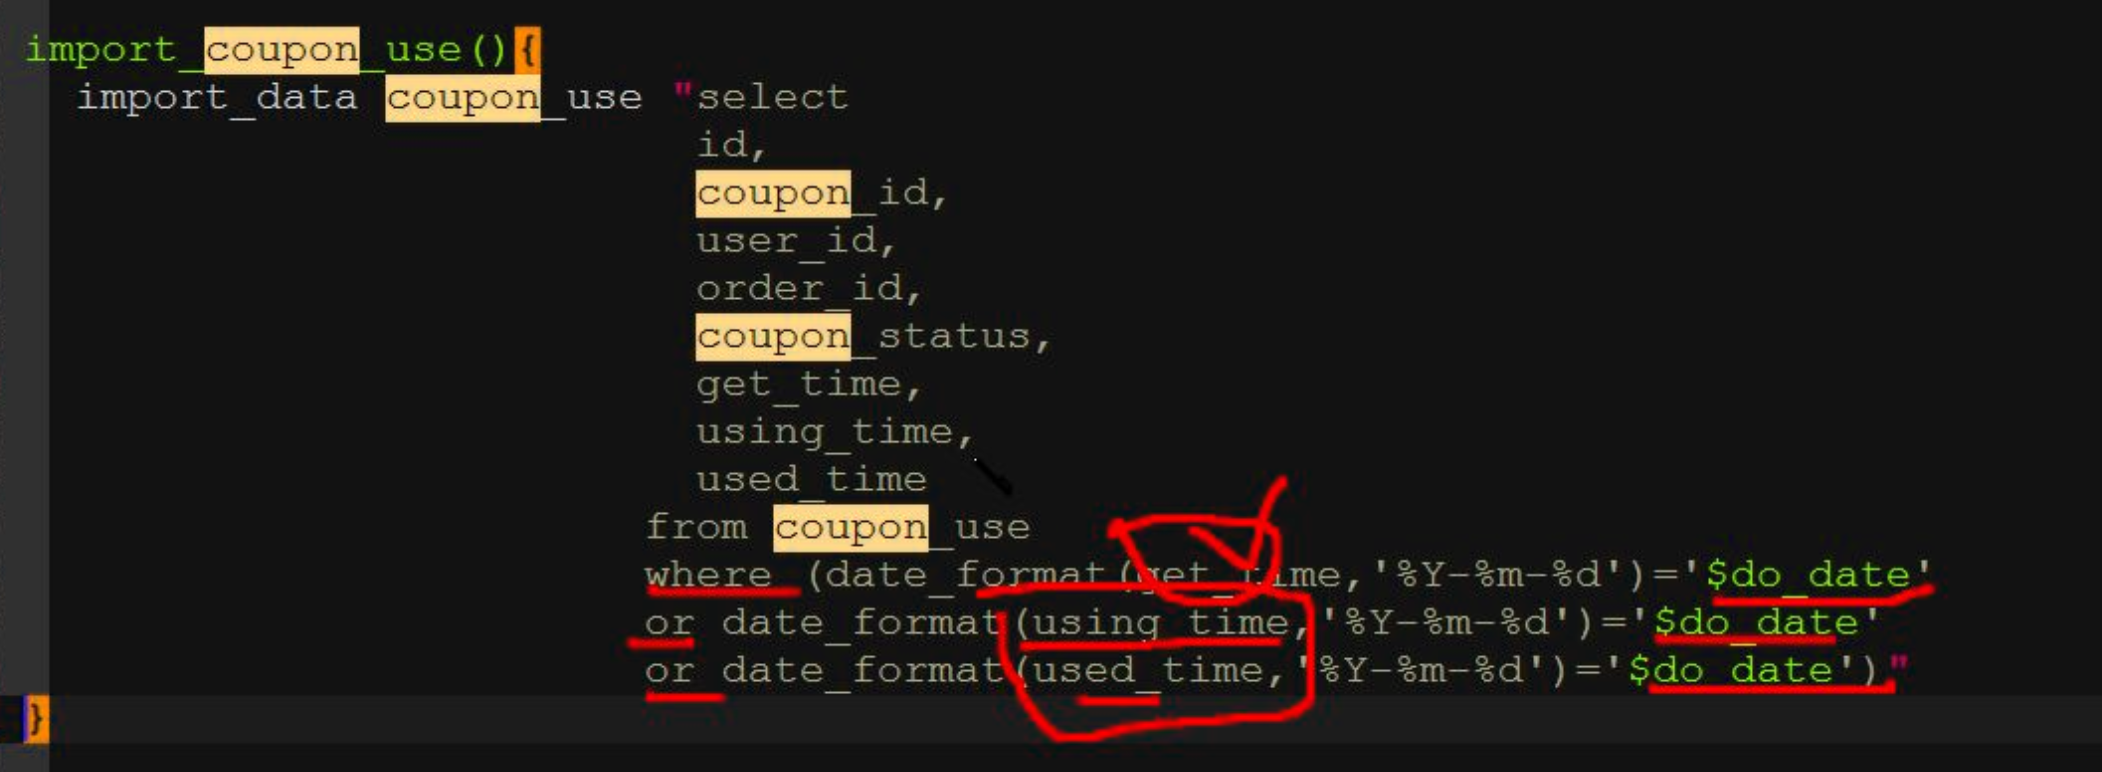 import_coupon_use(){
import_data coupon_use "select
id,
coupon_id,
user_id,
order_id,
coupon_status,
get_time,
using_time,
used_time
from coupon_use
where (date_format(get_time,'%Y-%m-%d')='$do_date'
or date_format(using_time,'%Y-%m-%d')='$do_date'
or date_format(used_time,'%Y-%m-%d')='$do_date')"
}